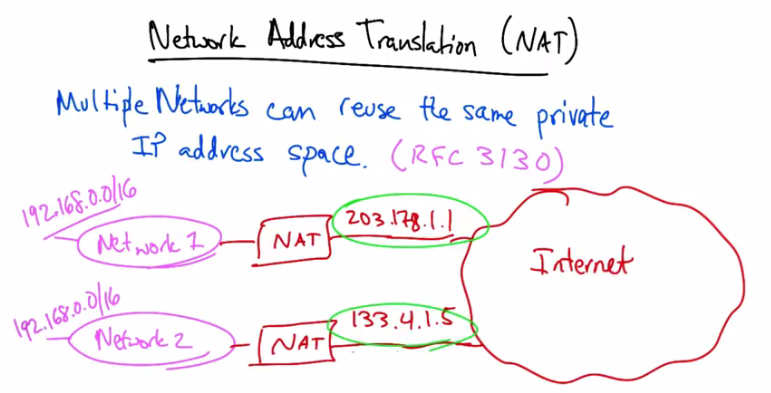 Network Address Translation (NAT)
Multiple Networks can reuse the same private
IP address space. (RFC 3130)
192.168.0.0/16
Network 1
NAT
203.178.1.1
Internet
192.168.0.0/16
Network 2
NAT
133.4.1.5